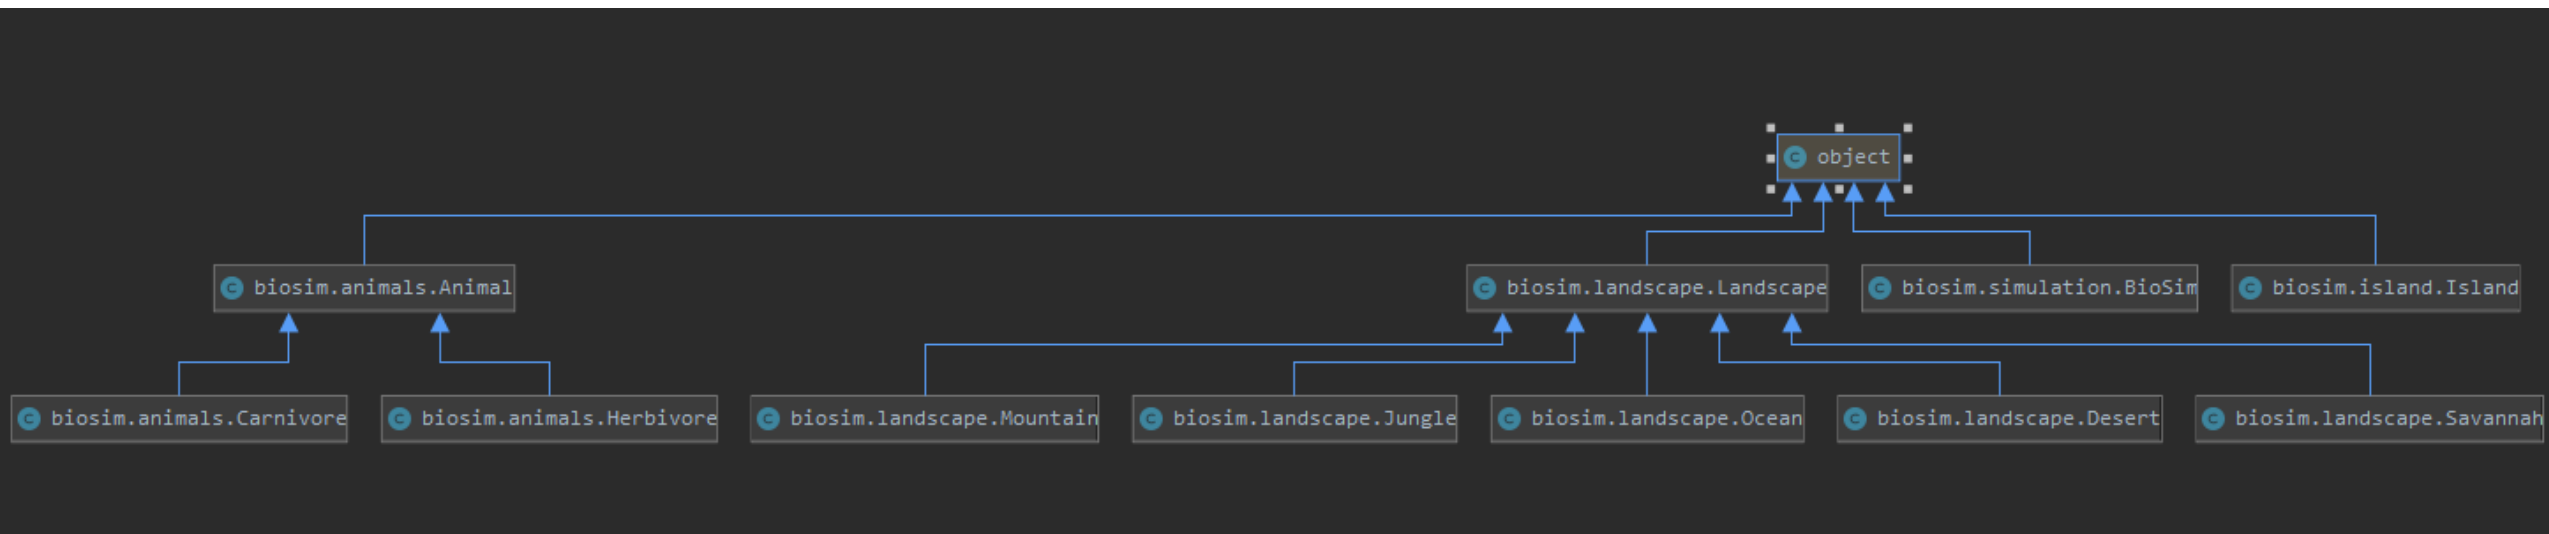 object
biosim.animals.Animal
biosim.landscape.Landscape
biosim.simulation.BioSim
biosim.island.Island
biosim.animals.Carnivore
biosim.animals.Herbivore
biosim.landscape.Mountain
biosim.landscape.Jungle
biosim.landscape.Ocean
biosim.landscape.Desert
biosim.landscape.Savannah